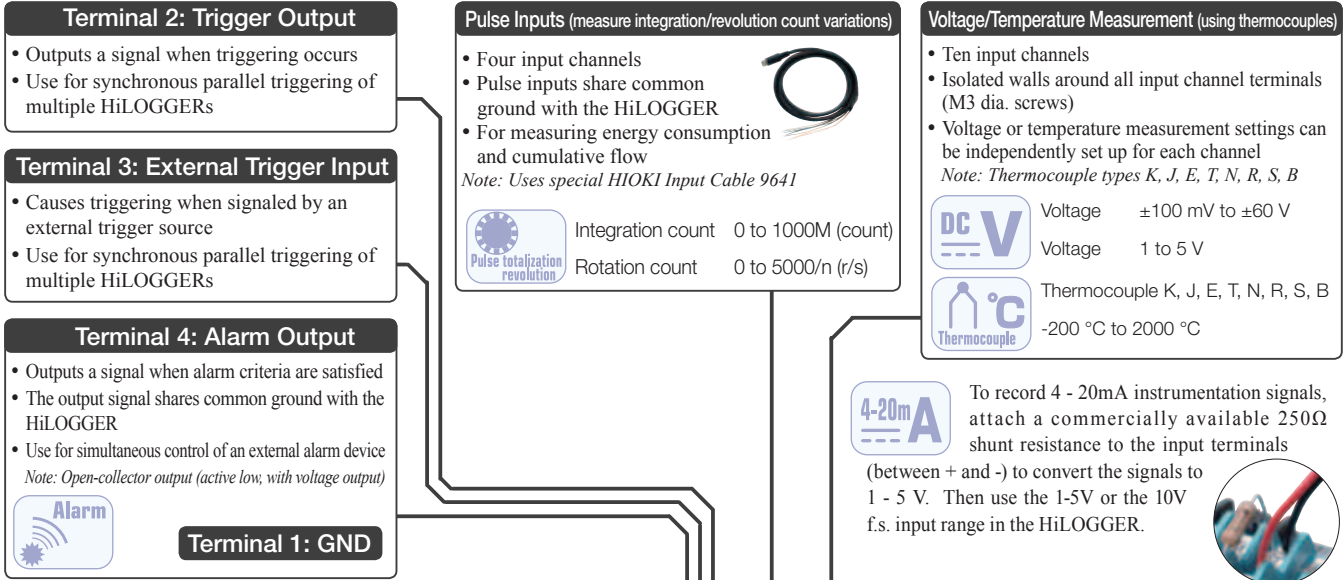 Terminal 2: Trigger Output
• Outputs a signal when triggering occurs
• Use for synchronous parallel triggering of
multiple HiLOGGERs
Terminal 3: External Trigger Input
• Causes triggering when signaled by an
external trigger source
• Use for synchronous parallel triggering of
multiple HiLOGGERs
Terminal 4: Alarm Output
• Outputs a signal when alarm criteria are satisfied
• The output signal shares common ground with the
HiLOGGER
• Use for simultaneous control of an external alarm device
Note: Open-collector output (active low, with voltage output)
Alarm
Terminal 1: GND
Pulse Inputs (measure integration/revolution count variations)
• Four input channels
• Pulse inputs share common
ground with the HiLOGGER
• For measuring energy consumption
and cumulative flow
Note: Uses special HIOKI Input Cable 9641
Pulse totalization
revolution
Integration count 0 to 1000M (count)
Rotation count 0 to 5000/n (r/s)
Voltage/Temperature Measurement (using thermocouples)
• Ten input channels
• Isolated walls around all input channel terminals
(M3 dia. screws)
• Voltage or temperature measurement settings can
be independently set up for each channel
Note: Thermocouple types K, J, E, T, N, R, S, B
DC V
Voltage ±100 mV to ±60 V
Voltage 1 to 5 V
°C
Thermocouple
Thermocouple K, J, E, T, N, R, S, B
-200 °C to 2000 °C
4-20m A
To record 4 - 20mA instrumentation signals,
attach a commercially available 250Ω
shunt resistance to the input terminals
(between + and -) to convert the signals to
1 - 5 V. Then use the 1-5V or the 10V
f.s. input range in the HiLOGGER.